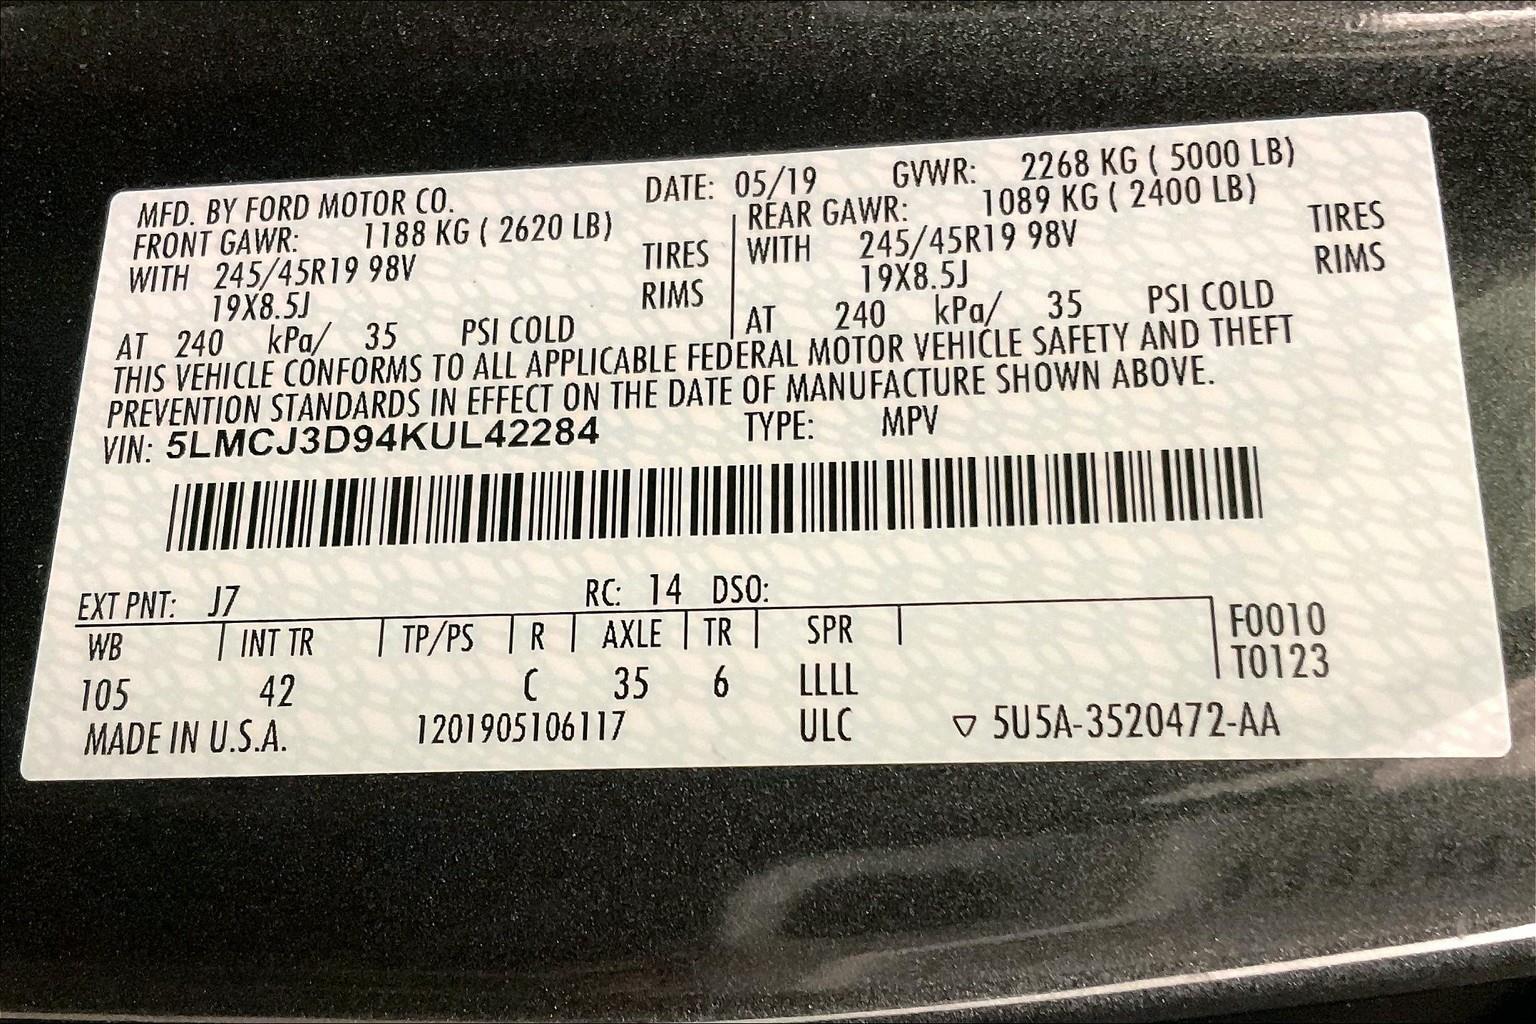 MFD. BY FORD MOTOR CO. DATE: 05/19 GVWR: 2268 KG ( 5000 LB)
FRONT GAWR: 1188 KG ( 2620 LB)
WITH 245/45R19 98V TIRES
19X8.5J RIMS
AT 240 kPa/ 35 PSI COLD
REAR GAWR: 1089 KG ( 2400 LB)
WITH 245/45R19 98V TIRES
19X8.5J RIMS
AT 240 kPa/ 35 PSI COLD
THIS VEHICLE CONFORMS TO ALL APPLICABLE FEDERAL MOTOR VEHICLE SAFETY AND THEFT
PREVENTION STANDARDS IN EFFECT ON THE DATE OF MANUFACTURE SHOWN ABOVE.
VIN: 5LMCJ3D94KUL42284 TYPE: MPV
EXT PNT: J7 RC: 14 DSO:
WB INT TR TP/PS R AXLE TR SPR F0010
T0123
105 42 C 35 6 LLLL
MADE IN U.S.A. 1201905106117 ULC ▽ 5U5A-3520472-AA